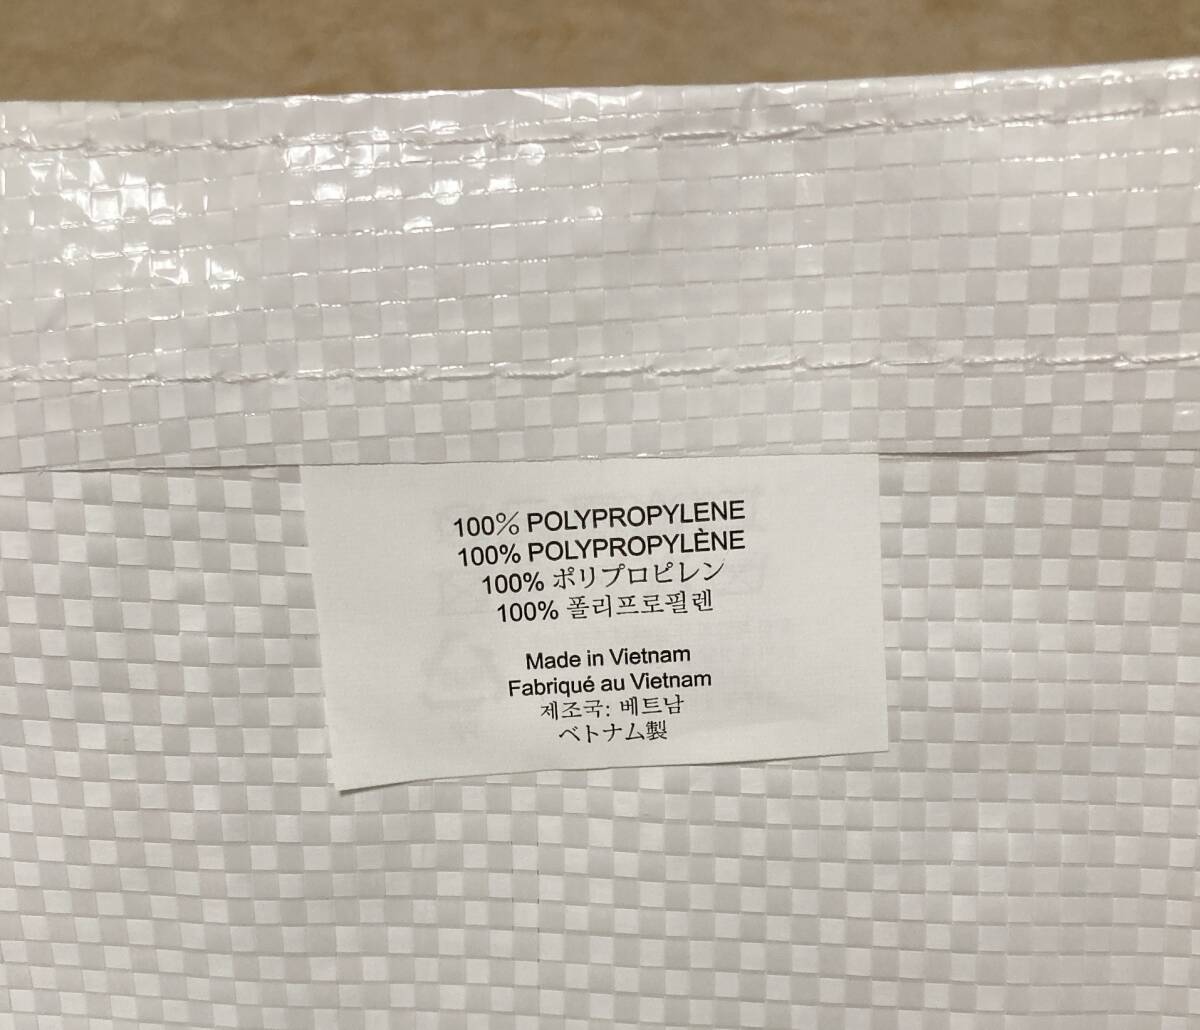 100% POLYPROPYLENE
100% POLYPROPYLÈNE
100% ポリプロピレン
100% 폴리프로필렌
Made in Vietnam
Fabriqué au Vietnam
제조국: 베트남
ベトナム製